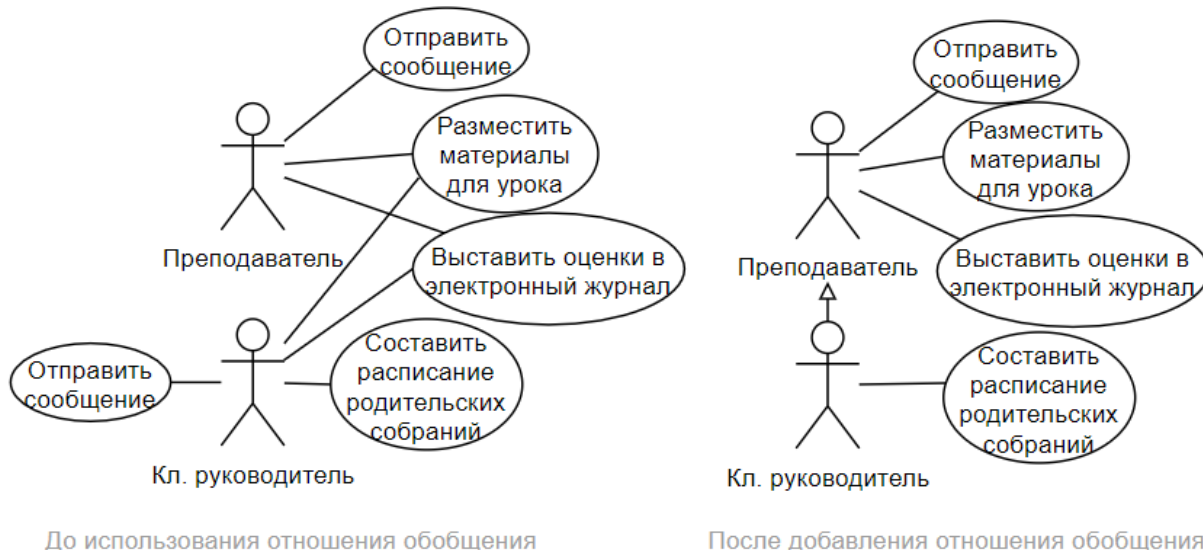 Отправить
сообщение
Разместить
материалы
для урока
Преподаватель
Выставить оценки в
электронный журнал
Отправить
сообщение
Составить
расписание
родительских
собраний
Кл. руководитель
До использования отношения обобщения
Отправить
сообщение
Разместить
материалы
для урока
Преподаватель
Выставить оценки в
электронный журнал
Составить
расписание
родительских
собраний
Кл. руководитель
После добавления отношения обобщения